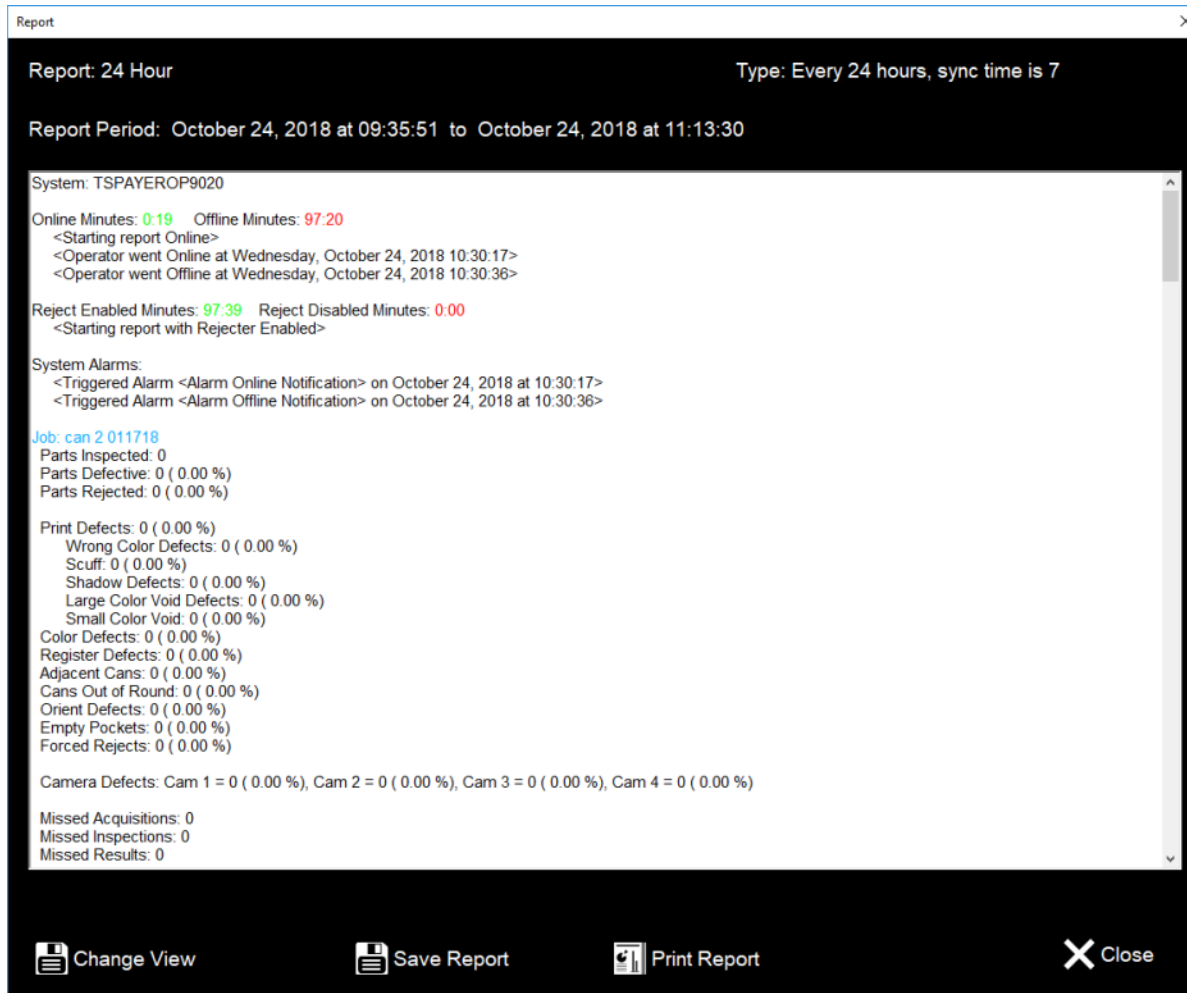 Report
Report: 24 Hour
Type: Every 24 hours, sync time is 7
Report Period:  October 24, 2018 at 09:35:51  to  October 24, 2018 at 11:13:30
System: TSPAYEROP9020
Online Minutes: 0:19    Offline Minutes: 97:20
<Starting report Online>
<Operator went Online at Wednesday, October 24, 2018 10:30:17>
<Operator went Offline at Wednesday, October 24, 2018 10:30:36>
Reject Enabled Minutes: 97:39    Reject Disabled Minutes: 0:00
<Starting report with Rejecter Enabled>
System Alarms:
<Triggered Alarm <Alarm Online Notification> on October 24, 2018 at 10:30:17>
<Triggered Alarm <Alarm Offline Notification> on October 24, 2018 at 10:30:36>
Job: can 2 011718
Parts Inspected: 0
Parts Defective: 0 ( 0.00 %)
Parts Rejected: 0 ( 0.00 %)
Print Defects: 0 ( 0.00 %)
Wrong Color Defects: 0 ( 0.00 %)
Scuff: 0 ( 0.00 %)
Shadow Defects: 0 ( 0.00 %)
Large Color Void Defects: 0 ( 0.00 %)
Small Color Void: 0 ( 0.00 %)
Color Defects: 0 ( 0.00 %)
Register Defects: 0 ( 0.00 %)
Adjacent Cans: 0 ( 0.00 %)
Cans Out of Round: 0 ( 0.00 %)
Orient Defects: 0 ( 0.00 %)
Empty Pockets: 0 ( 0.00 %)
Forced Rejects: 0 ( 0.00 %)
Camera Defects: Cam 1 = 0 ( 0.00 %), Cam 2 = 0 ( 0.00 %), Cam 3 = 0 ( 0.00 %), Cam 4 = 0 ( 0.00 %)
Missed Acquisitions: 0
Missed Inspections: 0
Missed Results: 0
Change View
Save Report
Print Report
Close